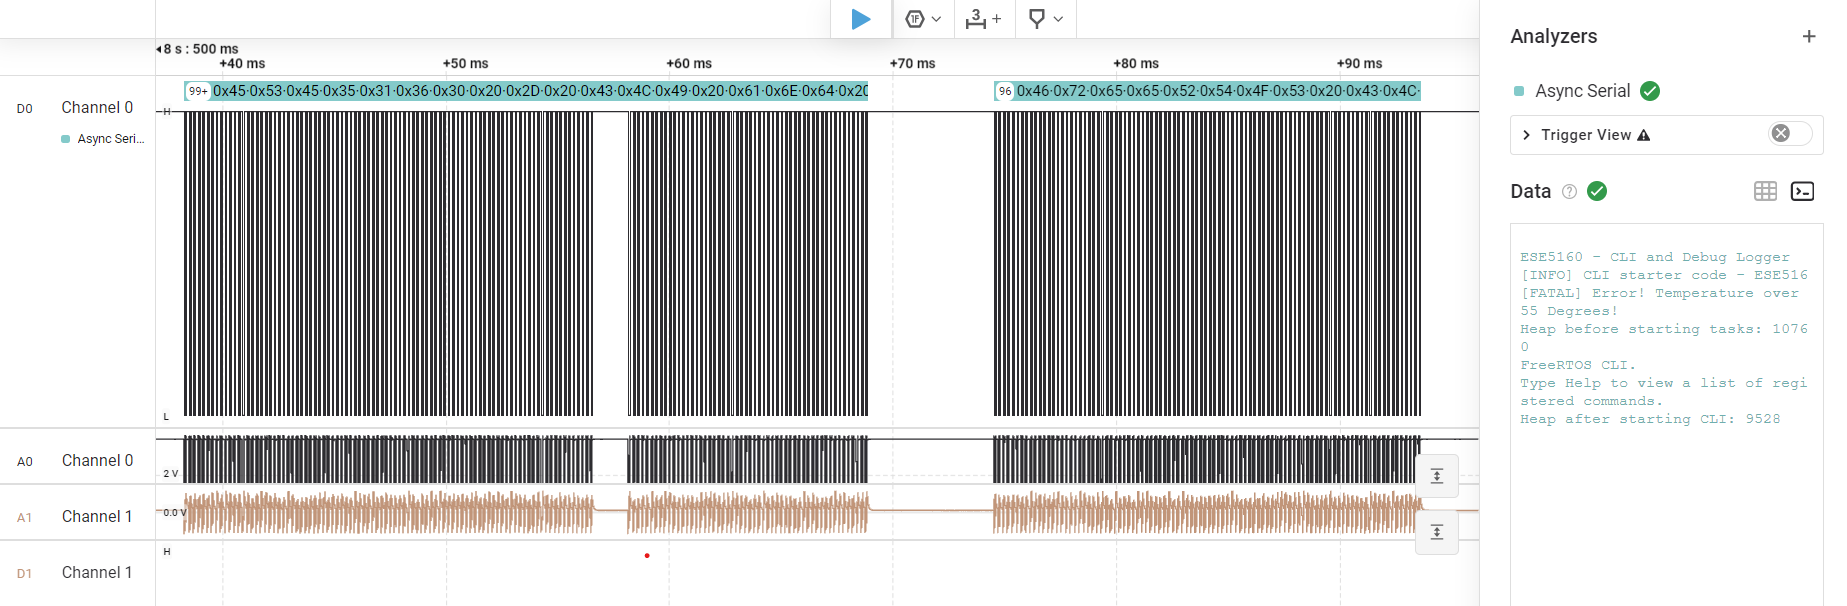 1F
3 +
8 s : 500 ms
+40 ms
+50 ms
+60 ms
+70 ms
+80 ms
+90 ms
D0
Channel 0
Async Seri...
99+
0x45·0x53·0x45·0x35·0x31·0x36·0x30·0x20·0x2D·0x20·0x43·0x4C·0x49·0x20·0x61·0x6E·0x64·0x20
96
0x46·0x72·0x65·0x65·0x52·0x54·0x4F·0x53·0x20·0x43·0x4C·
H
L
A0
Channel 0
2 V
A1
Channel 1
0.0 V
D1
Channel 1
H
Analyzers
+
Async Serial
Trigger View
Data
ESE5160 - CLI and Debug Logger
[INFO] CLI starter code - ESE516
[FATAL] Error! Temperature over
55 Degrees!
Heap before starting tasks: 1076
0
FreeRTOS CLI.
Type Help to view a list of regi
stered commands.
Heap after starting CLI: 9528